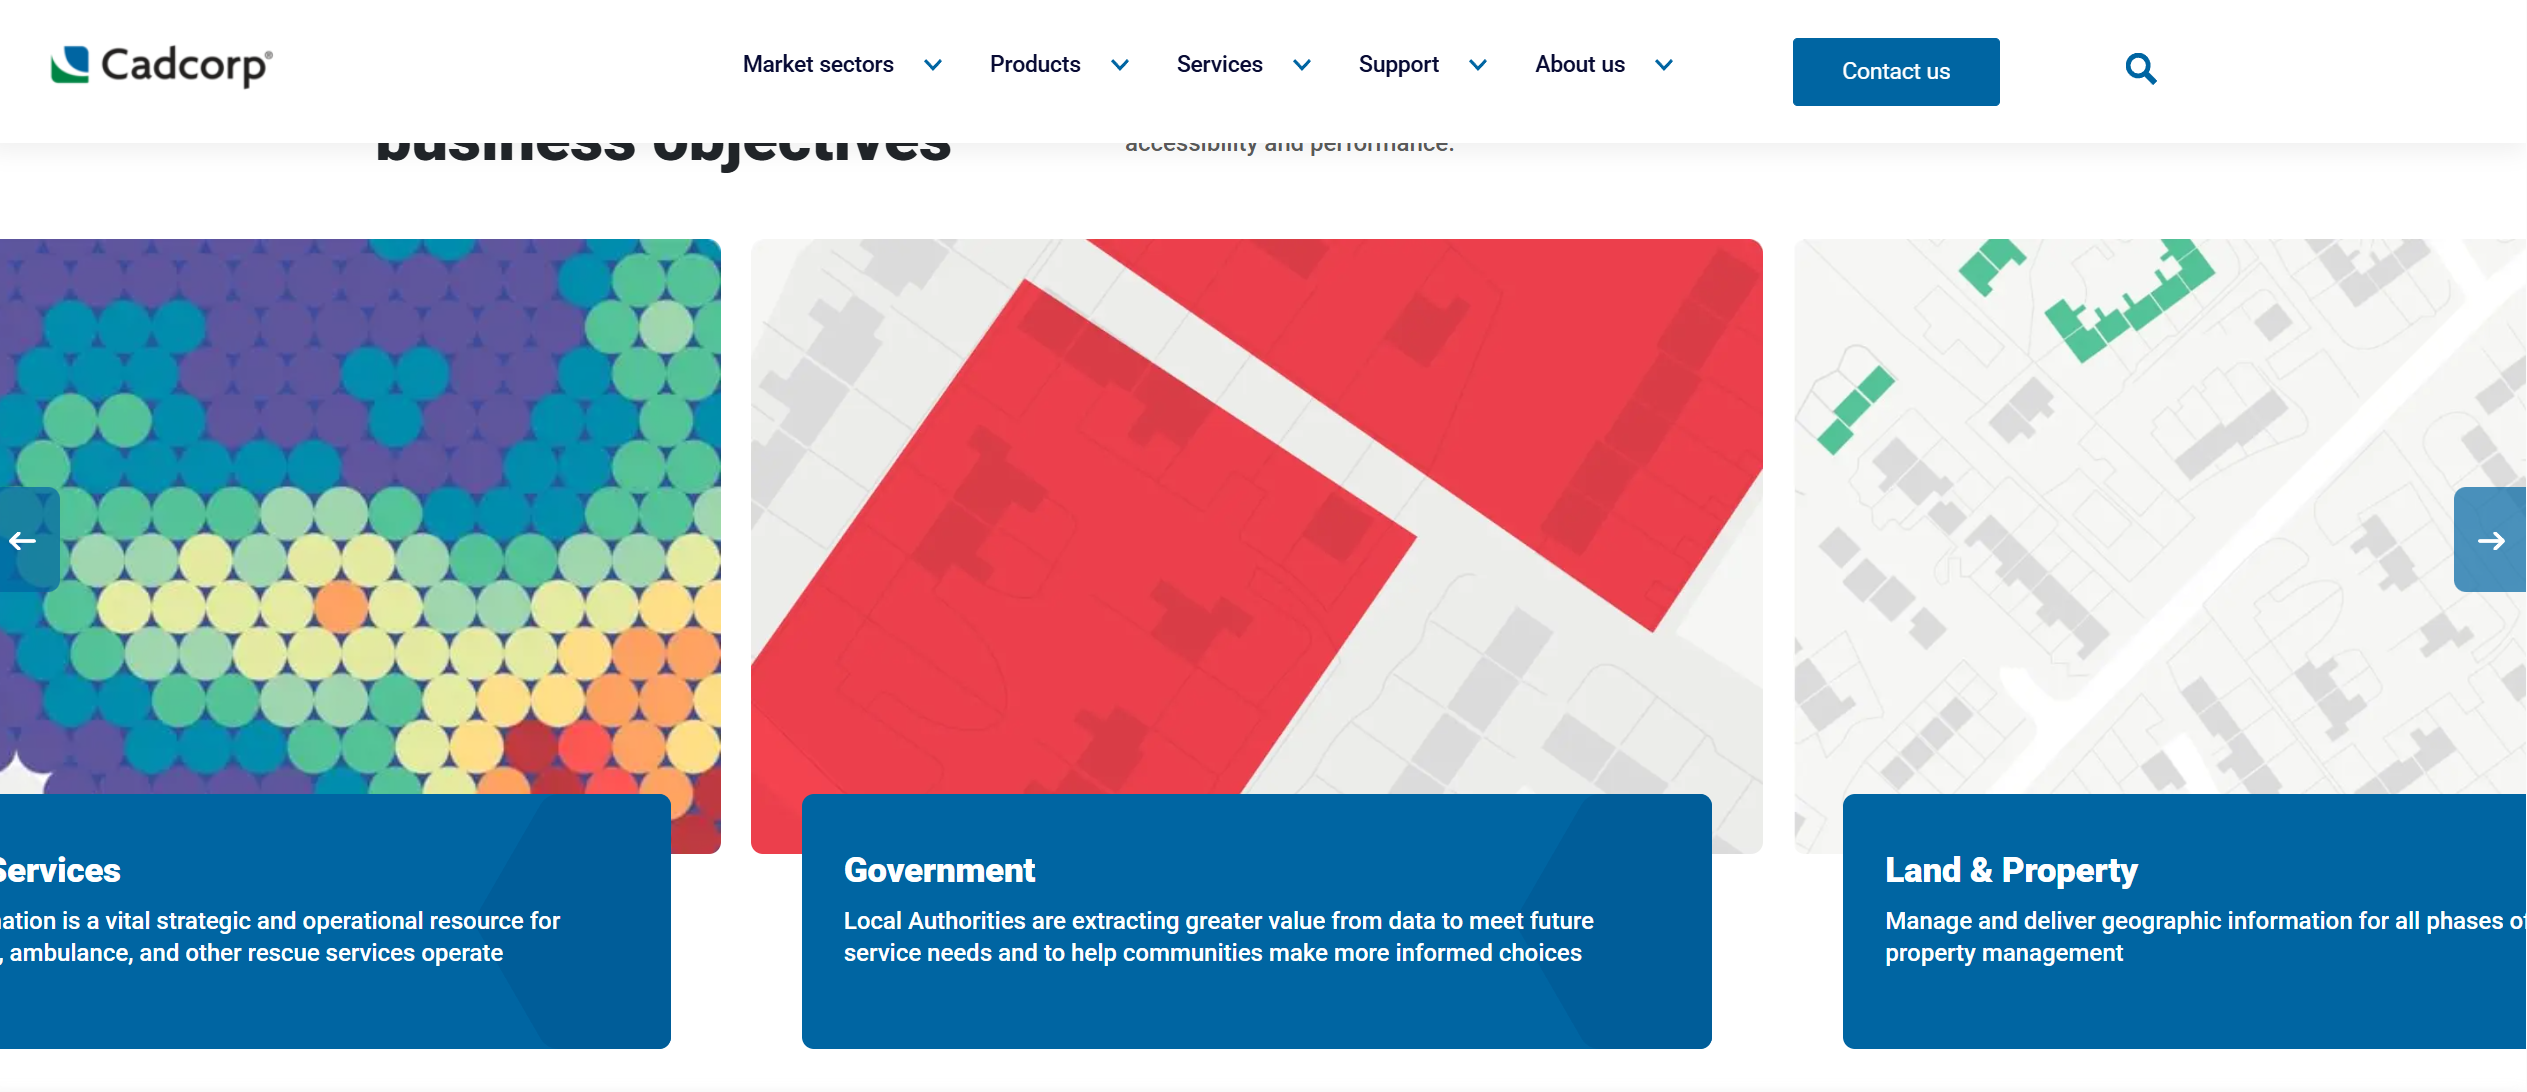 Cadcorp®
Market sectors
Products
Services
Support
About us
Contact us
business objectives
accessibility and performance.
Services
is a vital strategic and operational resource for
, ambulance, and other rescue services operate
Government
Local Authorities are extracting greater value from data to meet future
service needs and to help communities make more informed choices
Land & Property
Manage and deliver geographic information for all phases of
property management